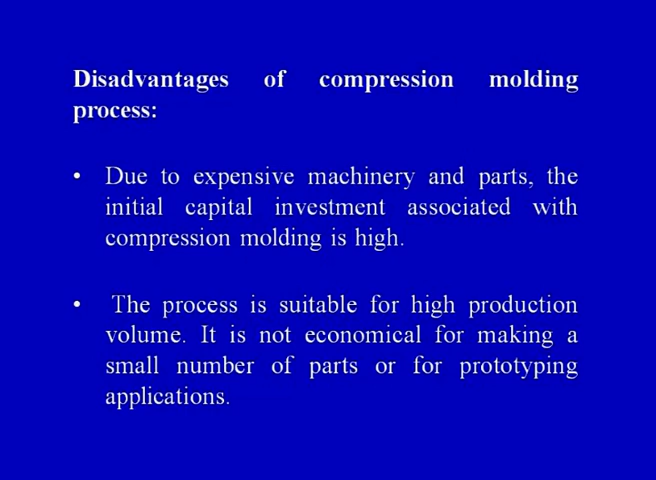 Disadvantages of compression molding
process:
• Due to expensive machinery and parts, the
initial capital investment associated with
compression molding is high.
• The process is suitable for high production
volume. It is not economical for making a
small number of parts or for prototyping
applications.